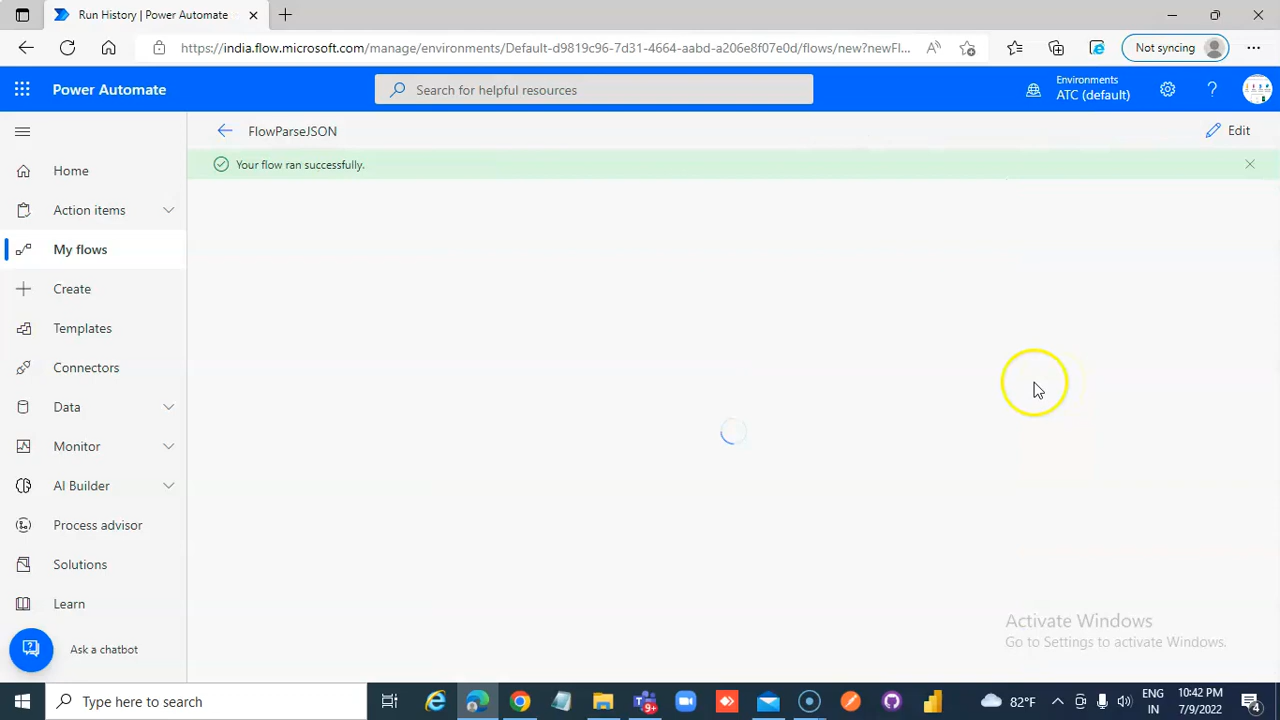 Run History | Power Automate
https://india.flow.microsoft.com/manage/environments/Default-d9819c96-7d31-4664-aabd-a206e8f07e0d/flows/new?newFl...
Not syncing
Power Automate
Search for helpful resources
Environments
ATC (default)
FlowParseJSON
Edit
Your flow ran successfully.
Home
Action items
My flows
Create
Templates
Connectors
Data
Monitor
AI Builder
Process advisor
Solutions
Learn
Ask a chatbot
Activate Windows
Go to Settings to activate Windows.
Type here to search
9+
82°F
ENG
IN
10:42 PM
7/9/2022
4